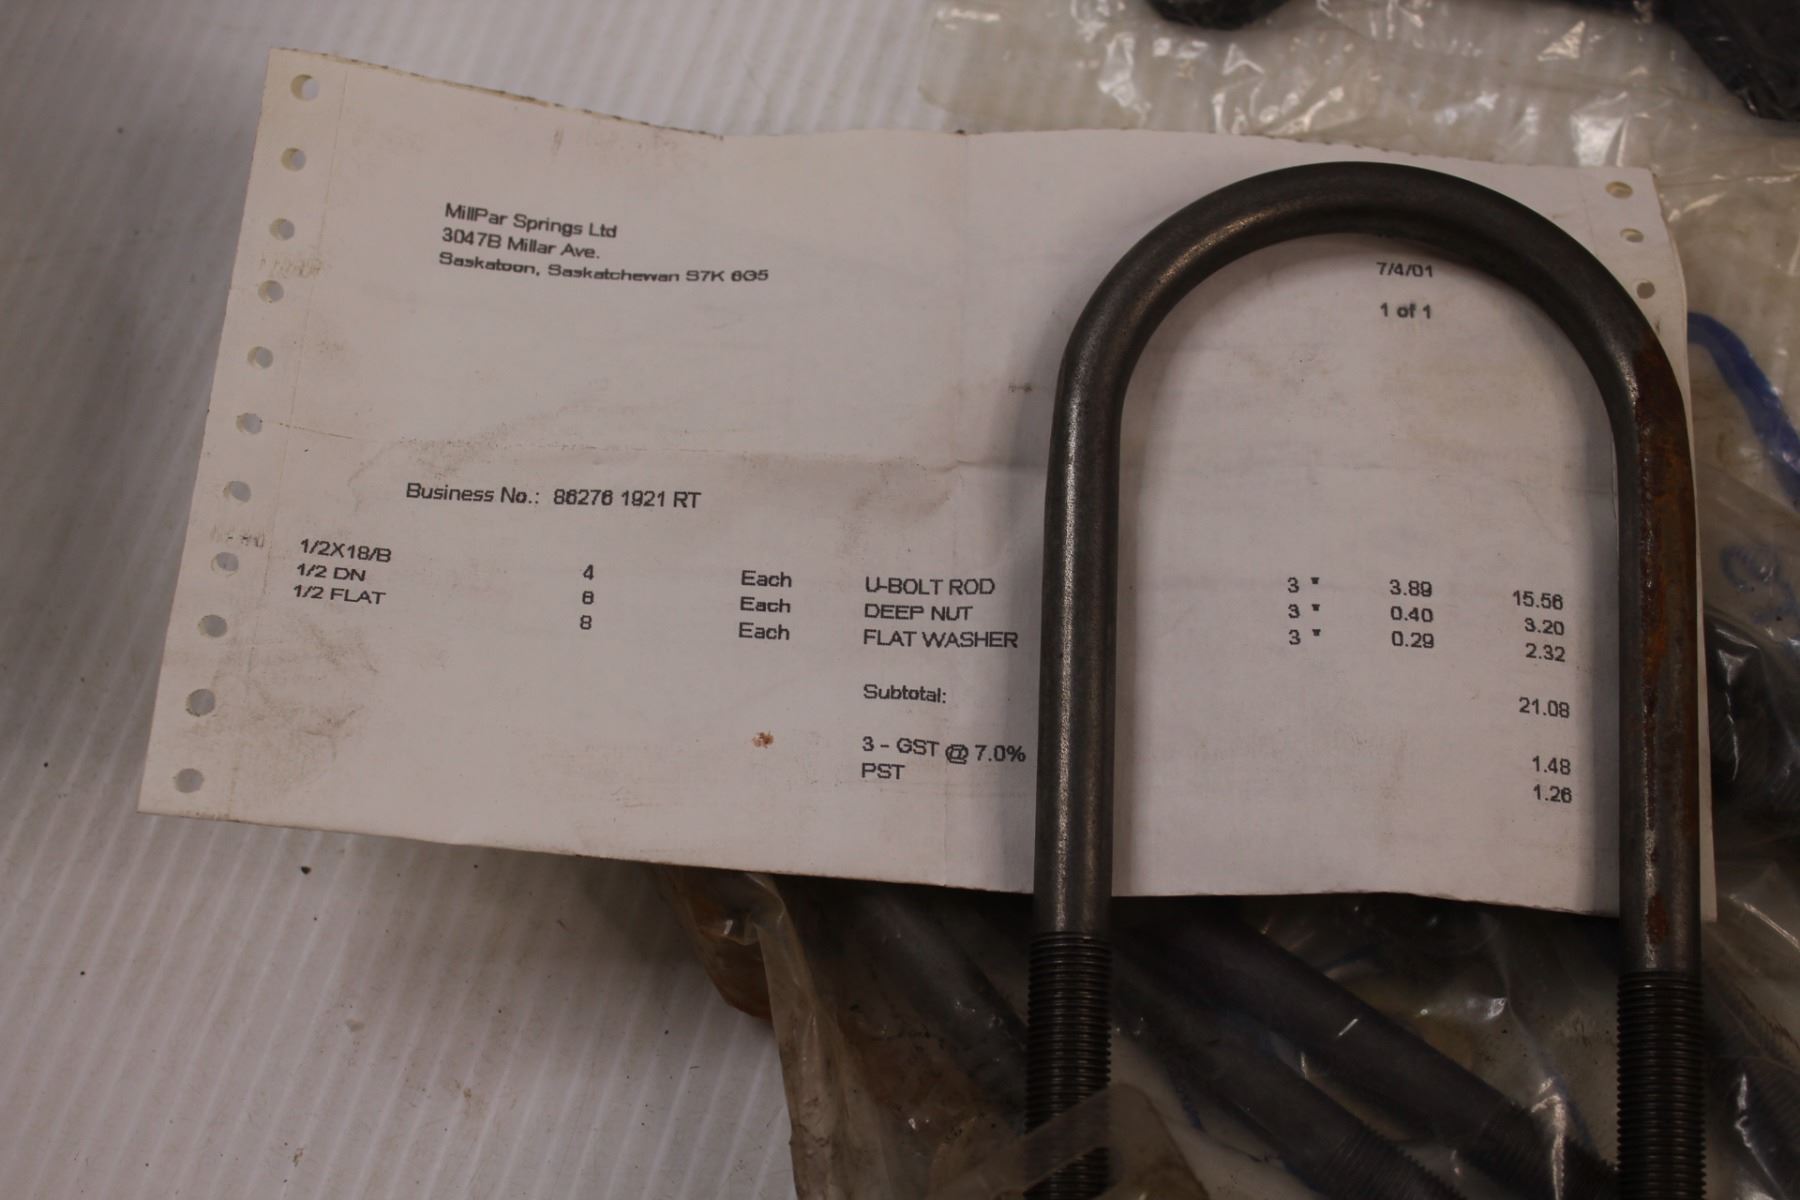 MillPar Springs Ltd
3047B Millar Ave.
Saskatoon, Saskatchewan S7K 6G5
7/4/01
1 of 1
Business No.: 86276 1921 RT
1/2X18/B 4 Each U-BOLT ROD 3 * 3.89 15.56
1/2 DN 8 Each DEEP NUT 3 * 0.40 3.20
1/2 FLAT 8 Each FLAT WASHER 3 * 0.29 2.32
Subtotal: 21.08
3 - GST @ 7.0% 1.48
PST 1.26